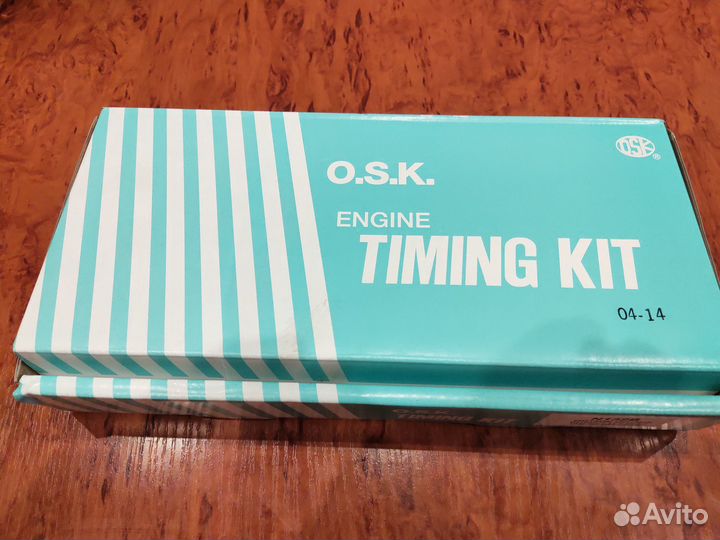 OSK
®
O.S.K.
ENGINE
TIMING KIT
04-14
O.S.K.
TIMING KIT
Avito